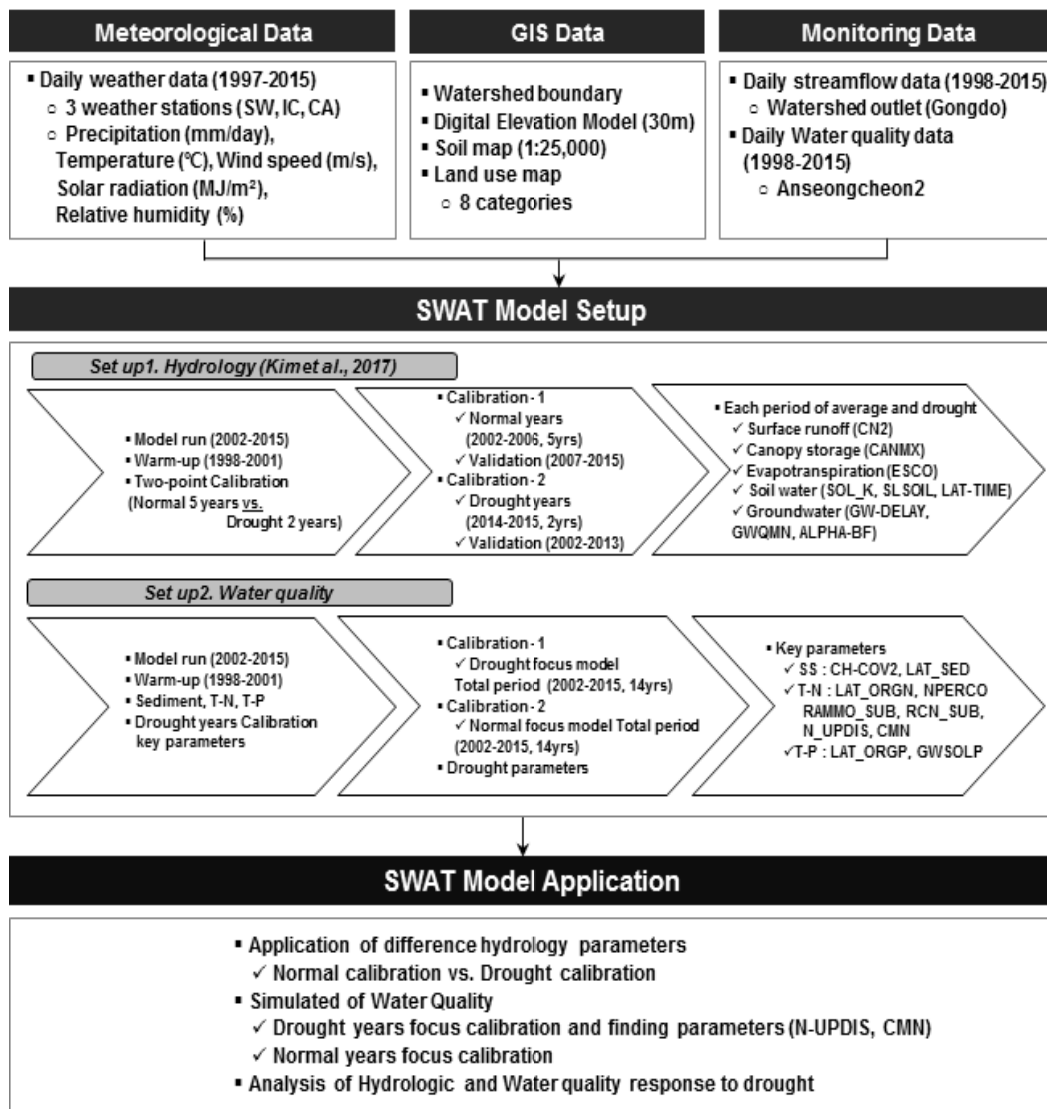 Meteorological Data
▪ Daily weather data (1997-2015)
○ 3 weather stations (SW, IC, CA)
○ Precipitation (mm/day),
Temperature (℃), Wind speed (m/s),
Solar radiation (MJ/m²),
Relative humidity (%)
GIS Data
▪ Watershed boundary
▪ Digital Elevation Model (30m)
▪ Soil map (1:25,000)
▪ Land use map
○ 8 categories
Monitoring Data
▪ Daily streamflow data (1998-2015)
○ Watershed outlet (Gongdo)
▪ Daily Water quality data
(1998-2015)
○ Anseongcheon2
SWAT Model Setup
Set up1. Hydrology (Kim et al., 2017)
▪ Model run (2002-2015)
▪ Warm-up (1998-2001)
▪ Two-point Calibration
(Normal 5 years vs.
Drought 2 years)
▪ Calibration - 1
✓ Normal years
(2002-2006, 5yrs)
✓ Validation (2007-2015)
▪ Calibration - 2
✓ Drought years
(2014-2015, 2yrs)
✓ Validation (2002-2013)
▪ Each period of average and drought
✓ Surface runoff (CN2)
✓ Canopy storage (CANMX)
✓ Evapotranspiration (ESCO)
✓ Soil water (SOL_K, SLSOIL, LAT-TIME)
✓ Groundwater (GW-DELAY,
GWQMN, ALPHA-BF)
Set up2. Water quality
▪ Model run (2002-2015)
▪ Warm-up (1998-2001)
▪ Sediment, T-N, T-P
▪ Drought years Calibration
key parameters
▪ Calibration - 1
✓ Drought focus model
Total period (2002-2015, 14yrs)
▪ Calibration - 2
✓ Normal focus model Total period
(2002-2015, 14yrs)
▪ Drought parameters
▪ Key parameters
✓ SS : CH-COV2, LAT_SED
✓ T-N : LAT_ORGN, NPERCO
RAMMO_SUB, RCN_SUB,
N_UPDIS, CMN
✓ T-P : LAT_ORGP, GWSOLP
SWAT Model Application
▪ Application of difference hydrology parameters
✓ Normal calibration vs. Drought calibration
▪ Simulated of Water Quality
✓ Drought years focus calibration and finding parameters (N-UPDIS, CMN)
✓ Normal years focus calibration
▪ Analysis of Hydrologic and Water quality response to drought